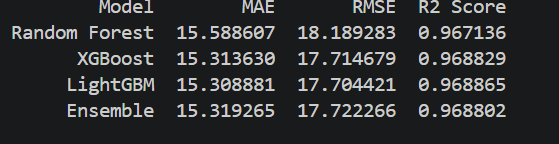 Model MAE RMSE R2 Score
Random Forest 15.588607 18.189283 0.967136
XGBoost 15.313630 17.714679 0.968829
LightGBM 15.308881 17.704421 0.968865
Ensemble 15.319265 17.722266 0.968802